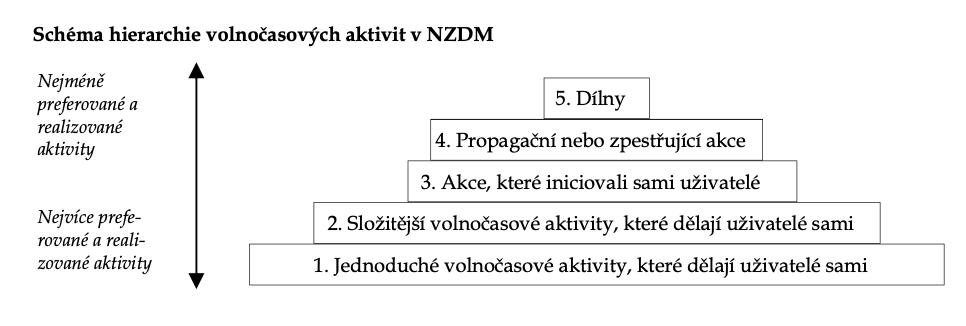 Schéma hierarchie volnočasových aktivit v NZDM
Nejméně
preferované a
realizované
aktivity
5. Dílny
4. Propagační nebo zpestřující akce
3. Akce, které iniciovali sami uživatelé
Nejvíce prefe-
rované a reali-
zované aktivity
2. Složitější volnočasové aktivity, které dělají uživatelé sami
1. Jednoduché volnočasové aktivity, které dělají uživatelé sami